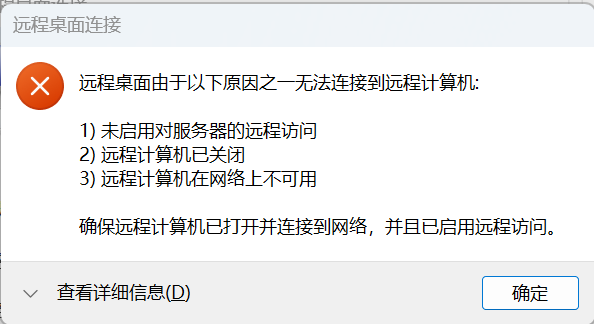 远程桌面连接
远程桌面由于以下原因之一无法连接到远程计算机:
1) 未启用对服务器的远程访问
2) 远程计算机已关闭
3) 远程计算机在网络上不可用
确保远程计算机已打开并连接到网络，并且已启用远程访问。
查看详细信息(D)
确定